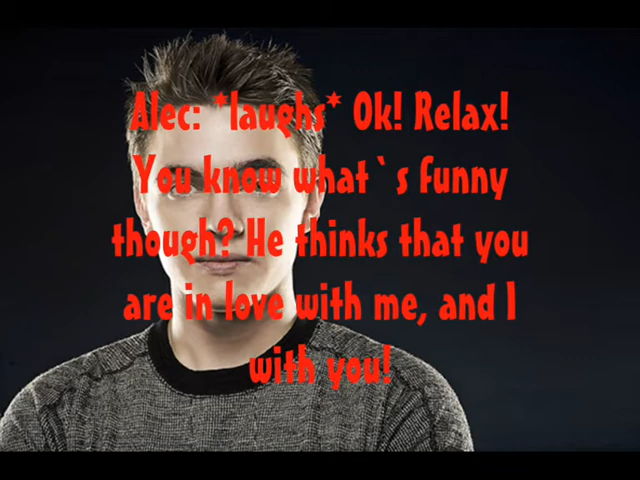 Alec: *laughs* Ok! Relax!
You know what`s funny
though? He thinks that you
are in love with me, and I
with you!